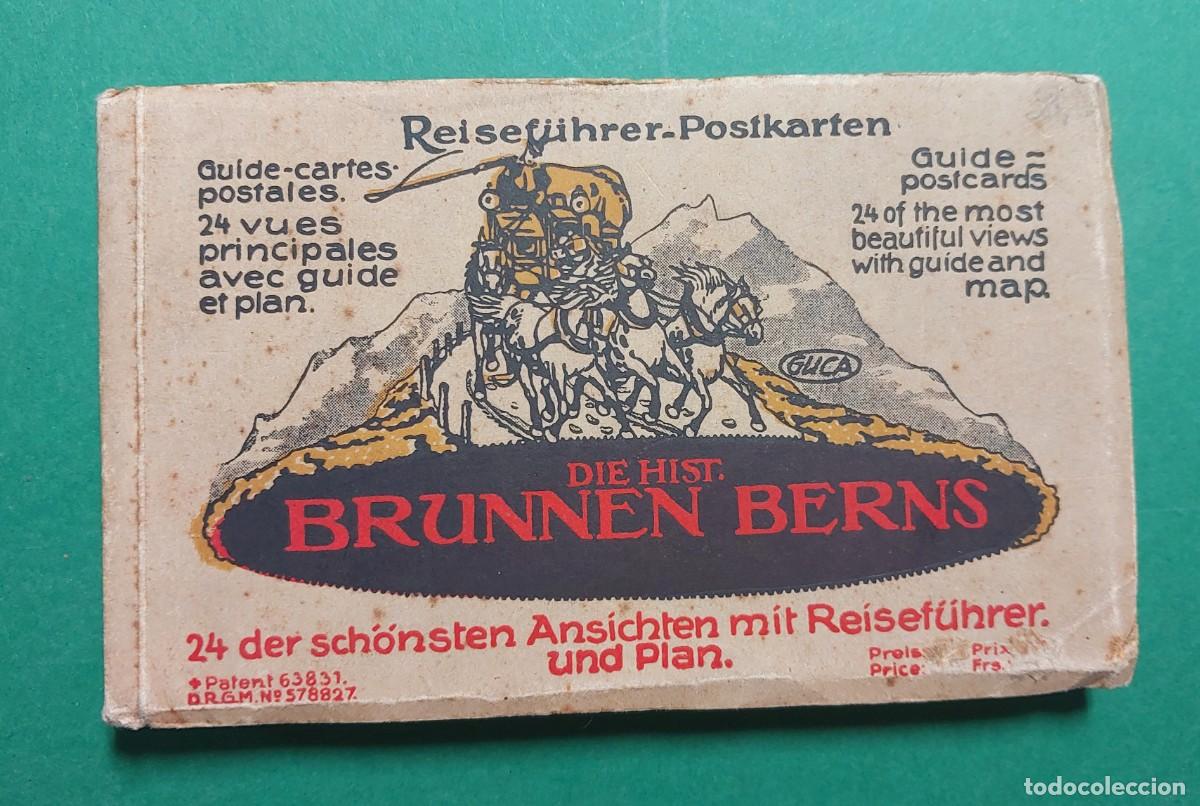 Reiseführer-Postkarten
Guide-cartes-
postales.
24 vues
principales
avec guide
et plan.
Guide=
postcards
24 of the most
beautiful views
with guide and
map.
GUCA
DIE HIST.
BRUNNEN BERNS
24 der schönsten Ansichten mit Reiseführer.
und Plan.
+ Patent 63831.
D.R.G.M. Nº 578827.
Preis
Price:
Prix
Frs.
todocoleccion